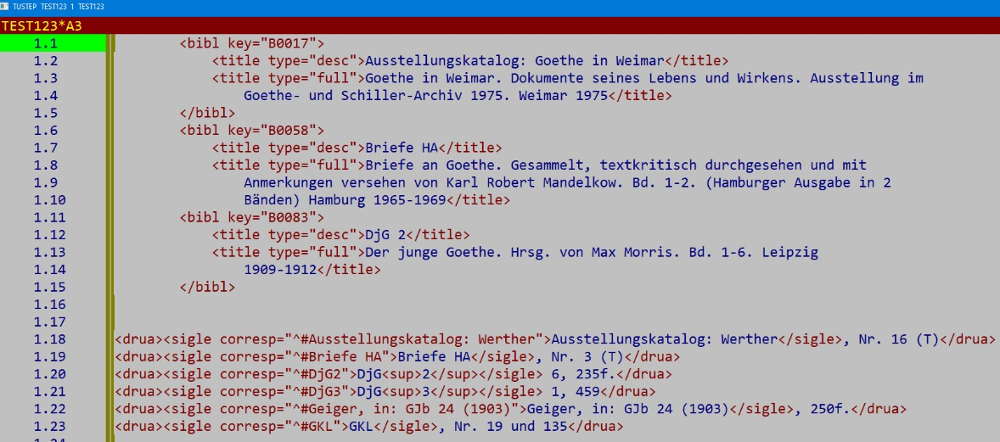 TUSTEP TEST123 1 TEST123
TEST123*A3
1.1 <bibl key="B0017">
1.2 <title type="desc">Ausstellungskatalog: Goethe in Weimar</title>
1.3 <title type="full">Goethe in Weimar. Dokumente seines Lebens und Wirkens. Ausstellung im
1.4 Goethe- und Schiller-Archiv 1975. Weimar 1975</title>
1.5 </bibl>
1.6 <bibl key="B0058">
1.7 <title type="desc">Briefe HA</title>
1.8 <title type="full">Briefe an Goethe. Gesammelt, textkritisch durchgesehen und mit
1.9 Anmerkungen versehen von Karl Robert Mandelkow. Bd. 1-2. (Hamburger Ausgabe in 2
1.10 Bänden) Hamburg 1965-1969</title>
1.11 <bibl key="B0083">
1.12 <title type="desc">DjG 2</title>
1.13 <title type="full">Der junge Goethe. Hrsg. von Max Morris. Bd. 1-6. Leipzig
1.14 1909-1912</title>
1.15 </bibl>
1.16
1.17
1.18 <drua><sigle corresp="^#Ausstellungskatalog: Werther">Ausstellungskatalog: Werther</sigle>, Nr. 16 (T)</drua>
1.19 <drua><sigle corresp="^#Briefe HA">Briefe HA</sigle>, Nr. 3 (T)</drua>
1.20 <drua><sigle corresp="^#DjG2">DjG<sup>2</sup></sigle> 6, 235f.</drua>
1.21 <drua><sigle corresp="^#DjG3">DjG<sup>3</sup></sigle> 1, 459</drua>
1.22 <drua><sigle corresp="^#Geiger, in: GJb 24 (1903)">Geiger, in: GJb 24 (1903)</sigle>, 250f.</drua>
1.23 <drua><sigle corresp="^#GKL">GKL</sigle>, Nr. 19 und 135</drua>